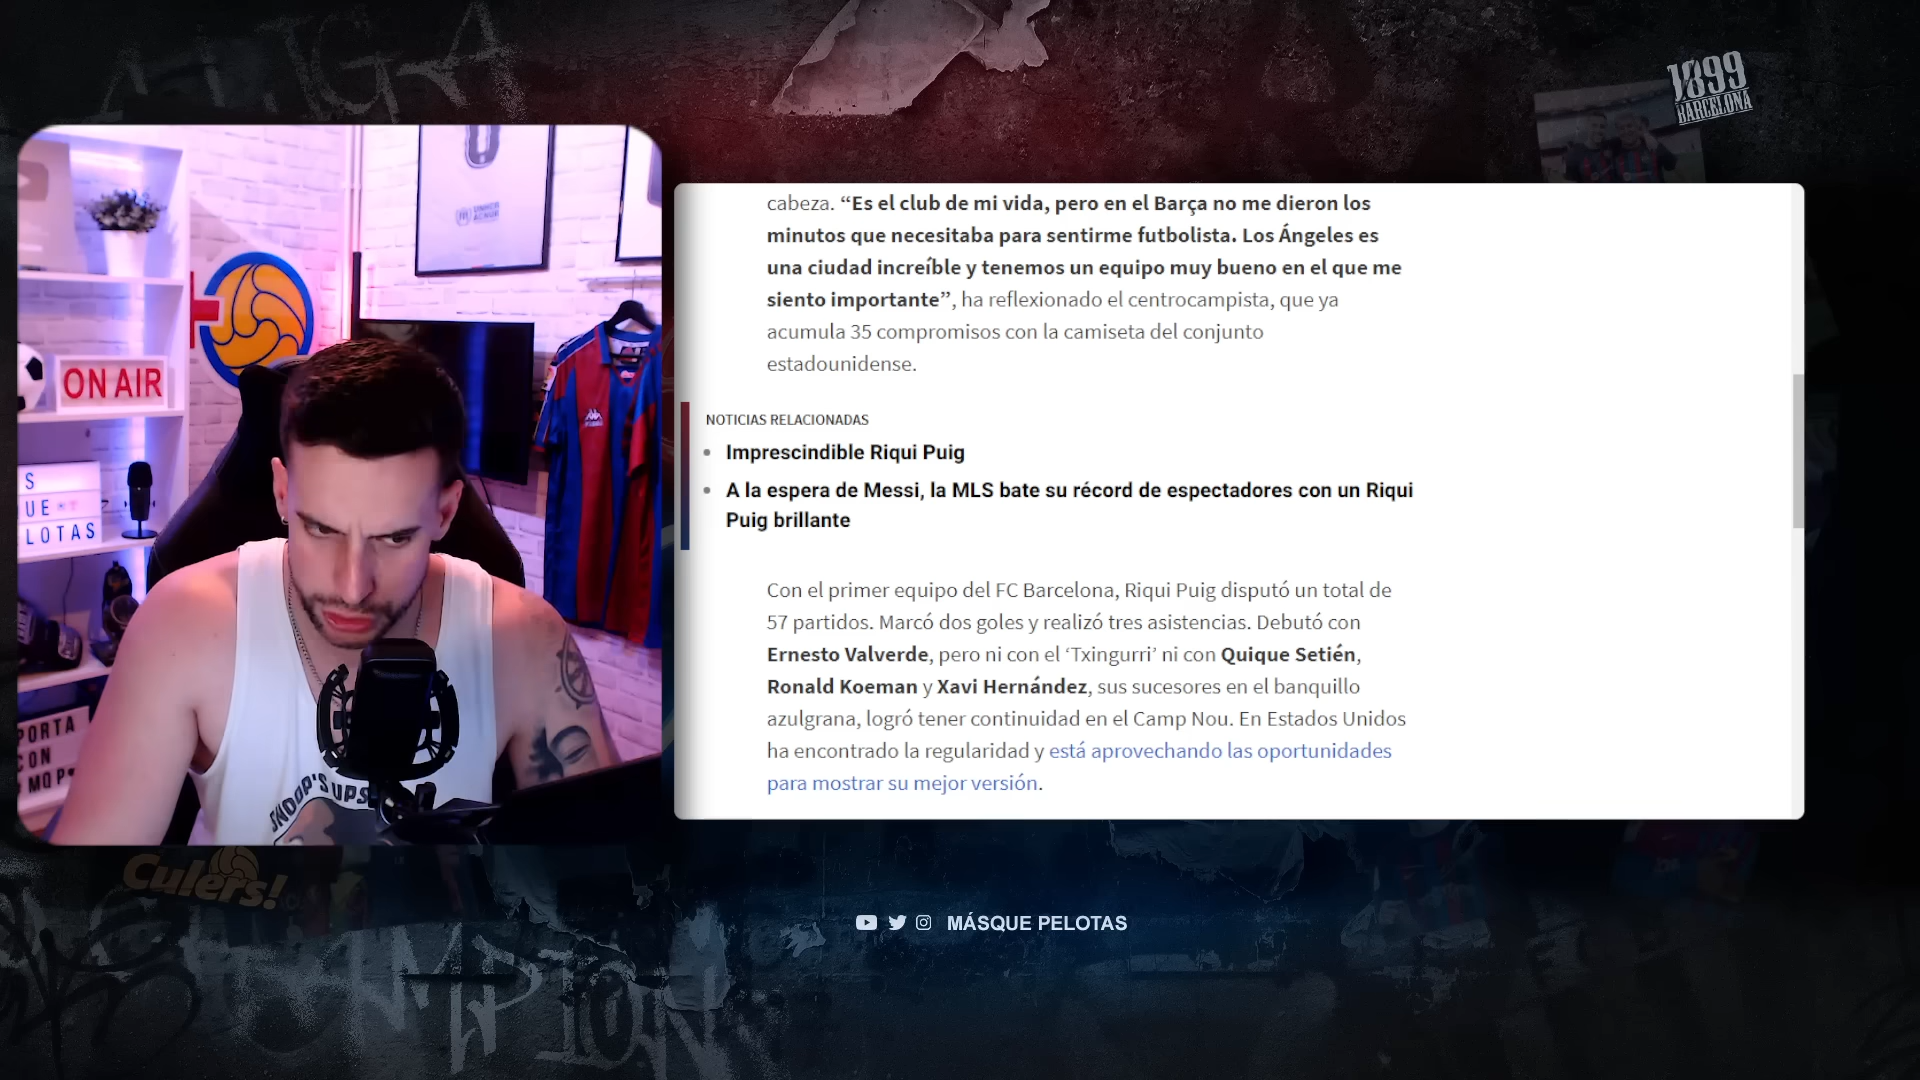 1899
BARCELONA
ON AIR
S
UE
LOTAS
PORTA
CON
MQP
SNOOP'S UPS
cabeza. “Es el club de mi vida, pero en el Barça no me dieron los
minutos que necesitaba para sentirme futbolista. Los Ángeles es
una ciudad increíble y tenemos un equipo muy bueno en el que me
siento importante”, ha reflexionado el centrocampista, que ya
acumula 35 compromisos con la camiseta del conjunto
estadounidense.
NOTICIAS RELACIONADAS
Imprescindible Riqui Puig
A la espera de Messi, la MLS bate su récord de espectadores con un Riqui
Puig brillante
Con el primer equipo del FC Barcelona, Riqui Puig disputó un total de
57 partidos. Marcó dos goles y realizó tres asistencias. Debutó con
Ernesto Valverde, pero ni con el ‘Txingurri’ ni con Quique Setién,
Ronald Koeman y Xavi Hernández, sus sucesores en el banquillo
azulgrana, logró tener continuidad en el Camp Nou. En Estados Unidos
ha encontrado la regularidad y está aprovechando las oportunidades
para mostrar su mejor versión.
Culers!
MÁSQUE PELOTAS